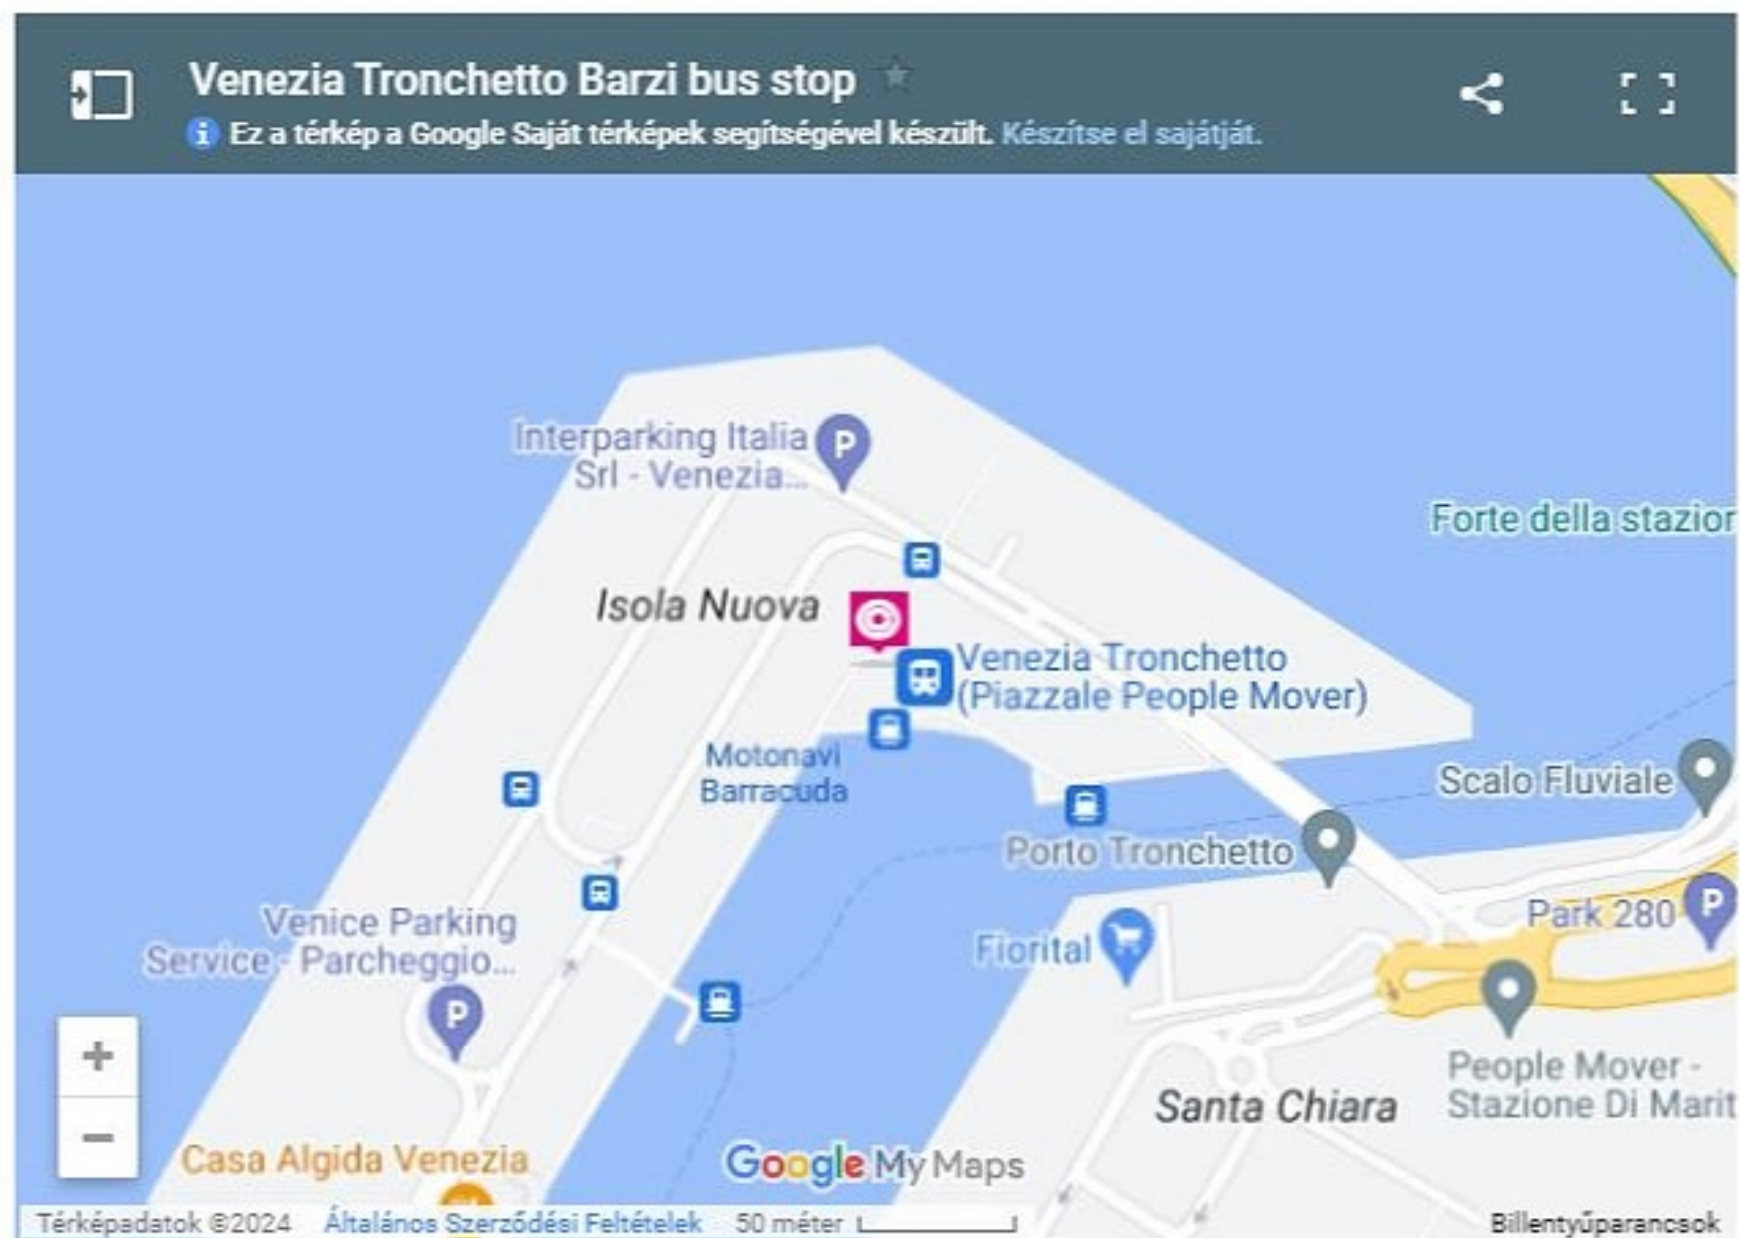 Venezia Tronchetto Barzi bus stop
Ez a térkép a Google Saját térképek segítségével készült. Készítse el sajátját.
Interparking Italia
Srl - Venezia...
Forte della stazior
Isola Nuova
Venezia Tronchetto
(Piazzale People Mover)
Motonavi
Barracuda
Scalo Fluviale
Porto Tronchetto
Venice Parking
Service - Parcheggio...
Park 280
Fiorital
People Mover -
Stazione Di Marit
Santa Chiara
Casa Algida Venezia
Google My Maps
Térképadatok ©2024 Általános Szerződési Feltételek 50 méter Billentyűparancsok